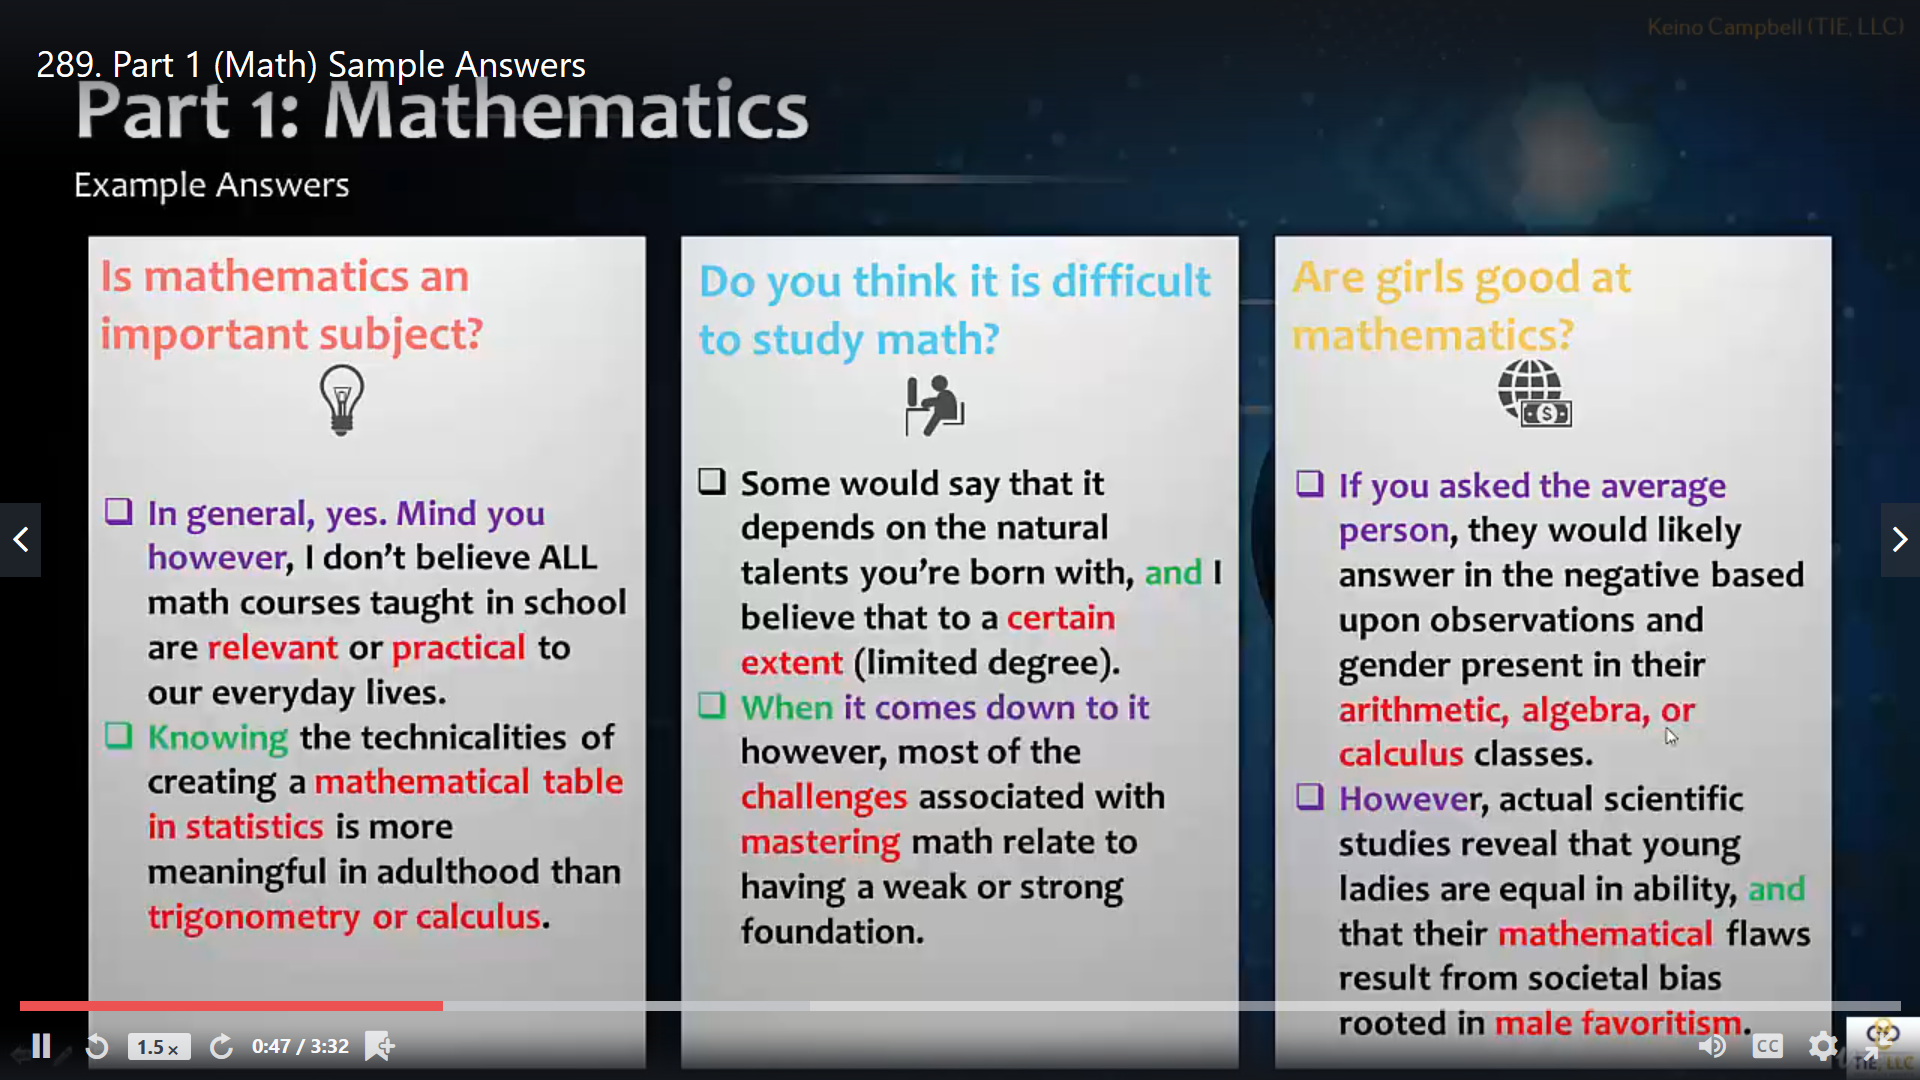 Keino Campbell (TIE, LLC)
289. Part 1 (Math) Sample Answers
Part 1: Mathematics
Example Answers
Is mathematics an
important subject?
In general, yes. Mind you
however, I don't believe ALL
math courses taught in school
are relevant or practical to
our everyday lives.
Knowing the technicalities of
creating a mathematical table
in statistics is more
meaningful in adulthood than
trigonometry or calculus.
Do you think it is difficult
to study math?
Some would say that it
depends on the natural
talents you're born with, and I
believe that to a certain
extent (limited degree).
When it comes down to it
however, most of the
challenges associated with
mastering math relate to
having a weak or strong
foundation.
Are girls good at
mathematics?
$
If you asked the average
person, they would likely
answer in the negative based
upon observations and
gender present in their
arithmetic, algebra, or
calculus classes.
However, actual scientific
studies reveal that young
ladies are equal in ability, and
that their mathematical flaws
result from societal bias
rooted in male favoritism.
1.5 x
0:47 / 3:32
CC
TIE, LLC